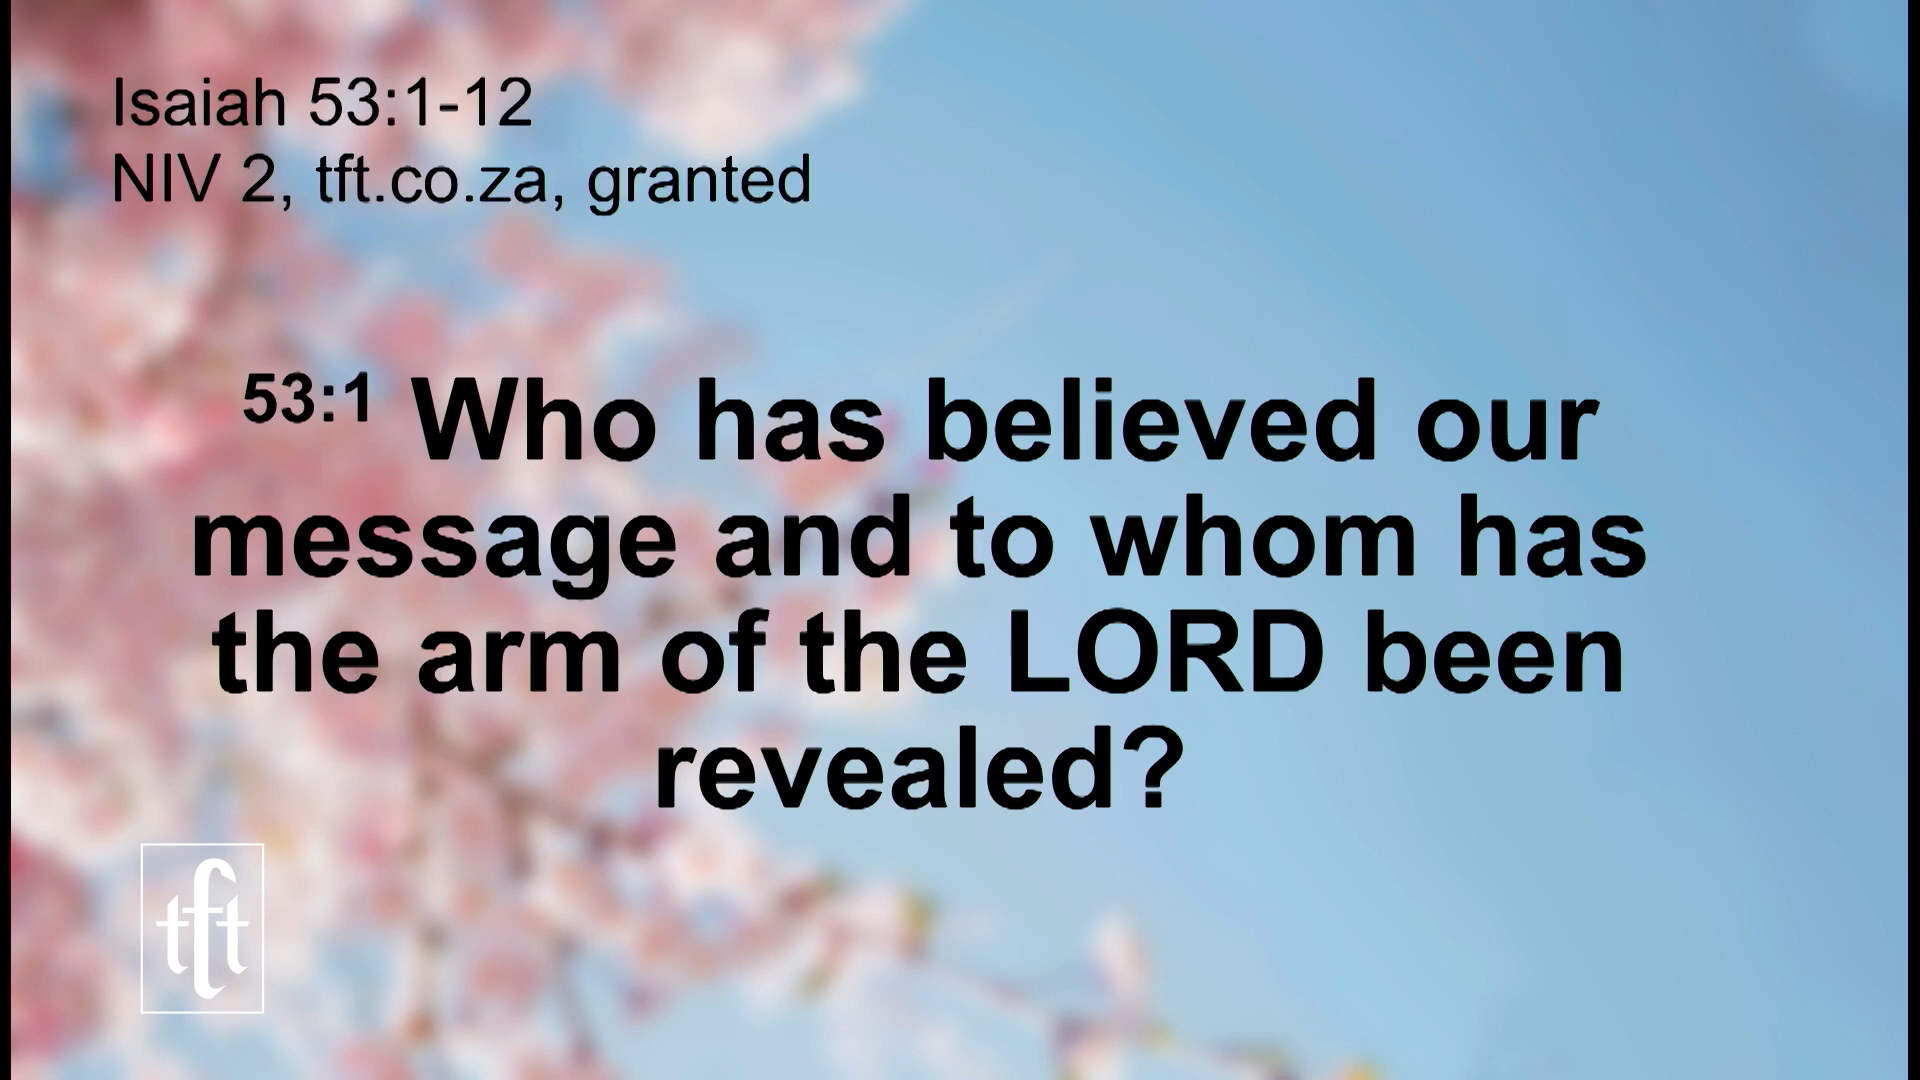 Isaiah 53:1-12
NIV 2, tft.co.za, granted
53:1 Who has believed our
message and to whom has
the arm of the LORD been
revealed?
tft